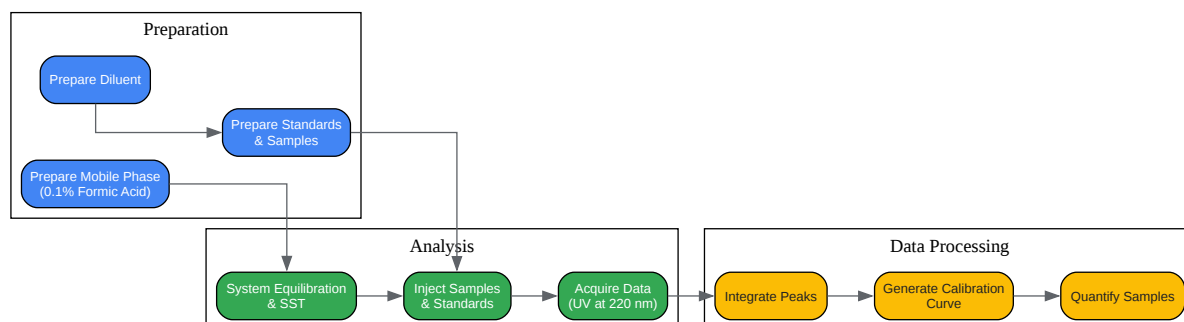 Preparation
Prepare Diluent
Prepare Standards
& Samples
Prepare Mobile Phase
(0.1% Formic Acid)
Analysis
System Equilibration
& SST
Inject Samples
& Standards
Acquire Data
(UV at 220 nm)
Data Processing
Integrate Peaks
Generate Calibration
Curve
Quantify Samples